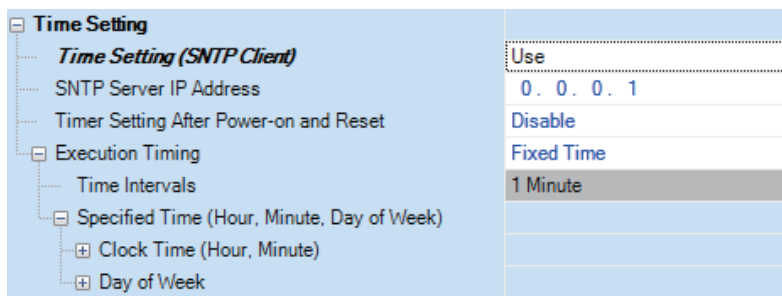 Time Setting
Time Setting (SNTP Client) Use
SNTP Server IP Address 0. 0. 0. 1
Timer Setting After Power-on and Reset Disable
Execution Timing Fixed Time
Time Intervals 1 Minute
Specified Time (Hour, Minute, Day of Week)
Clock Time (Hour, Minute)
Day of Week